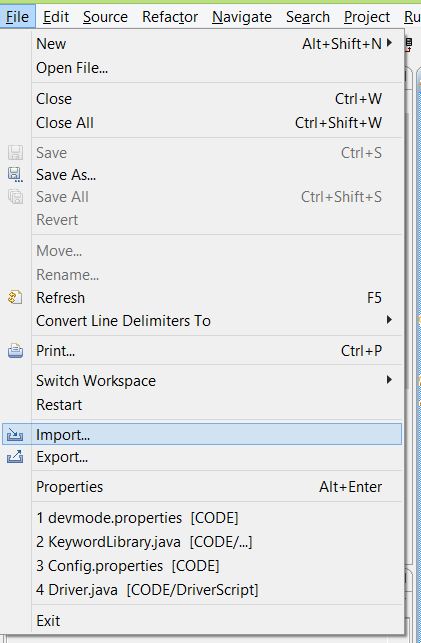 File Edit Source Refactor Navigate Search Project Ru
New Alt+Shift+N
Open File...
Close Ctrl+W
Close All Ctrl+Shift+W
Save Ctrl+S
Save As...
Save All Ctrl+Shift+S
Revert
Move...
Rename...
Refresh F5
Convert Line Delimiters To
Print... Ctrl+P
Switch Workspace
Restart
Import...
Export...
Properties Alt+Enter
1 devmode.properties [CODE]
2 KeywordLibrary.java [CODE/...]
3 Config.properties [CODE]
4 Driver.java [CODE/DriverScript]
Exit